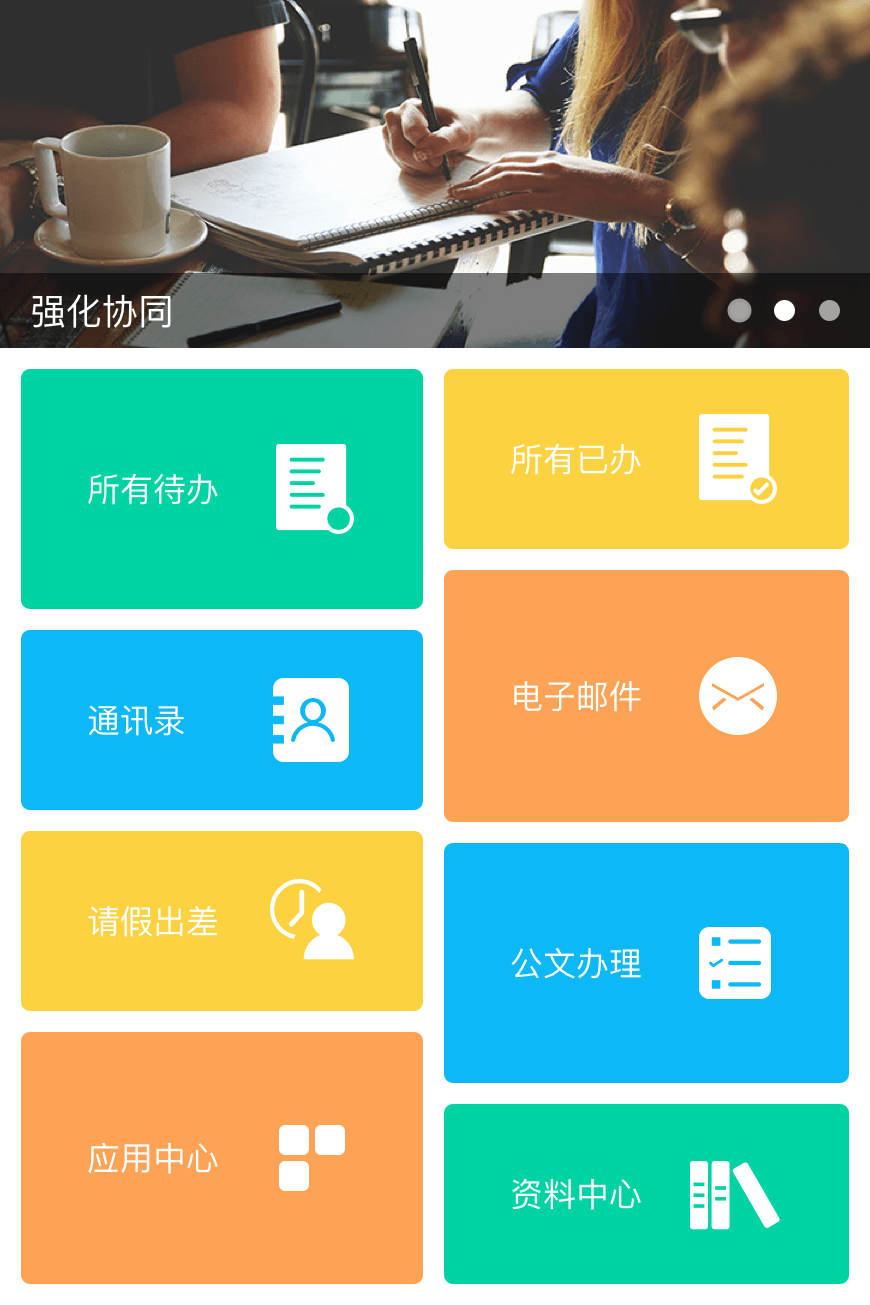 强化协同
所有待办
所有已办
通讯录
电子邮件
请假出差
公文办理
应用中心
资料中心